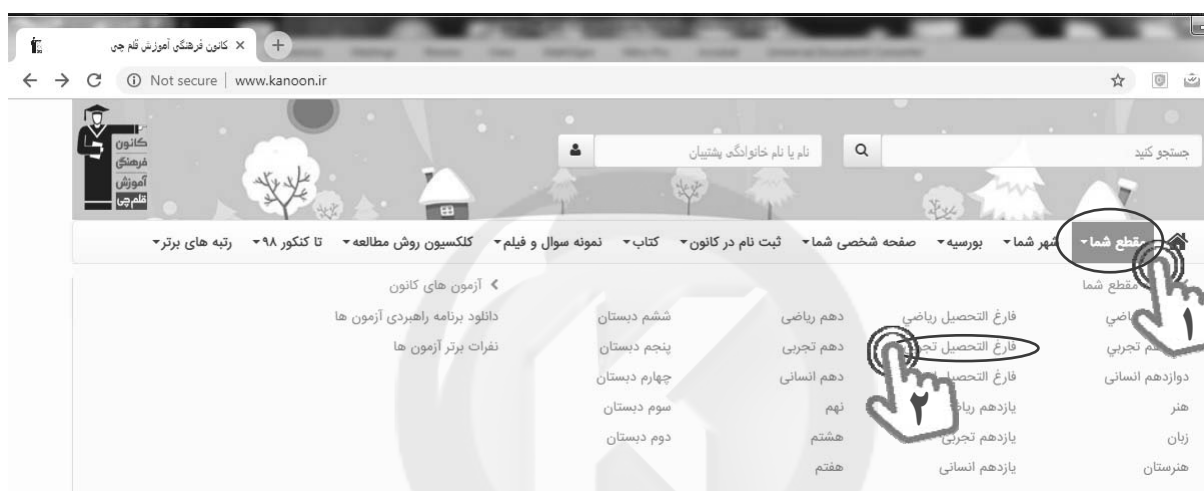 کانون فرهنگی آموزش قلم چی
Not secure | www.kanoon.ir
کانون
فرهنگی
آموزش
قلم‌چی
جستجو کنید
نام یا نام خانوادگی پشتیبان
مقطع شما شهر شما بورسیه صفحه شخصی شما ثبت نام در کانون کتاب نمونه سوال و فیلم کلکسیون روش مطالعه تا کنکور ۹۸ رتبه های برتر
مقطع شما آزمون های کانون
فارغ التحصیل ریاضي دهم ریاضی ششم دبستان دانلود برنامه راهبردی آزمون ها
تجربي فارغ التحصیل دهم تجربی پنجم دبستان نفرات برتر آزمون ها
دوازدهم انسانی فارغ التحصیل دهم انسانی چهارم دبستان
هنر یازدهم نهم سوم دبستان
زبان یازدهم تجربی هشتم دوم دبستان
هنرستان یازدهم انسانی هفتم
۱
۲